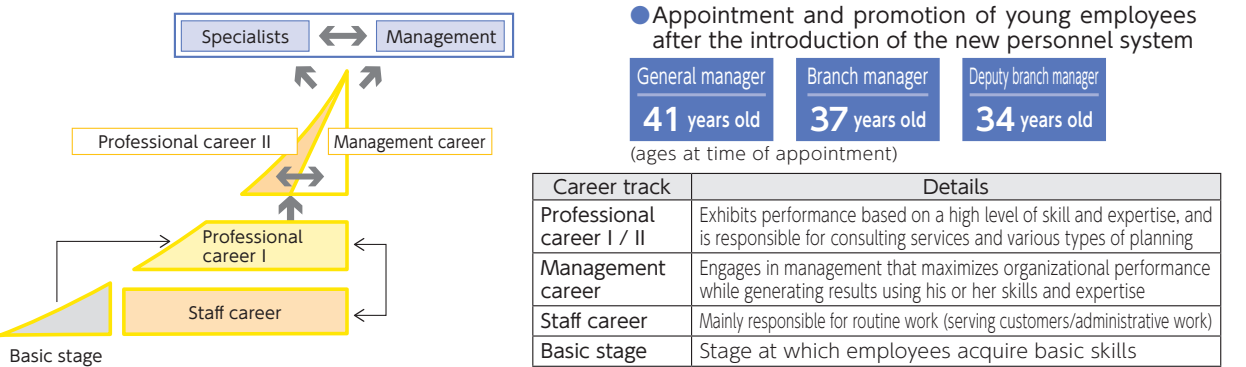 Specialists
Management
Professional career II
Management career
Professional
career I
Staff career
Basic stage
●Appointment and promotion of young employees
after the introduction of the new personnel system
General manager
41 years old
Branch manager
37 years old
Deputy branch manager
34 years old
(ages at time of appointment)
Career track
Details
Professional
career I / II
Exhibits performance based on a high level of skill and expertise, and
is responsible for consulting services and various types of planning
Management
career
Engages in management that maximizes organizational performance
while generating results using his or her skills and expertise
Staff career
Mainly responsible for routine work (serving customers/administrative work)
Basic stage
Stage at which employees acquire basic skills